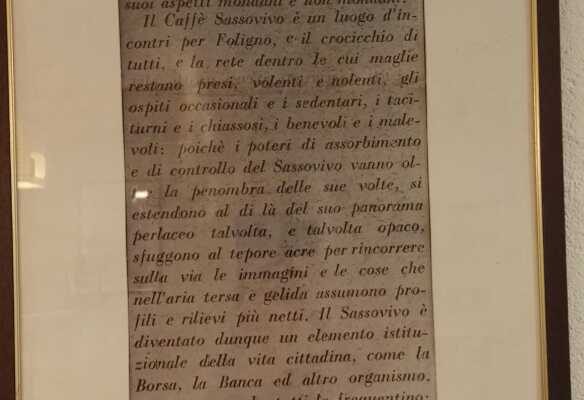 suoi aspetti mondani e non mondani.
Il Caffè Sassovivo è un luogo d'in-
contri per Foligno, e il crocicchio di
tutti, e la rete dentro le cui maglie
restano presi, volenti e nolenti, gli
ospiti occasionali e i sedentari, i taci-
turni e i chiassosi, i benevoli e i male-
voli: poichè i poteri di assorbimento
e di controllo del Sassovivo vanno ol-
tre la penombra delle sue volte, si
estendono al di là del suo panorama
perlaceo talvolta, e talvolta opaco,
sfuggono al tepore acre per rincorrere
sulla via le immagini e le cose che
nell'aria tersa e gelida assumono pro-
fili e rilievi più netti. Il Sassovivo è
diventato dunque un elemento istitu-
zionale della vita cittadina, come la
Borsa, la Banca ed altro organismo.
tutti lo frequentino: